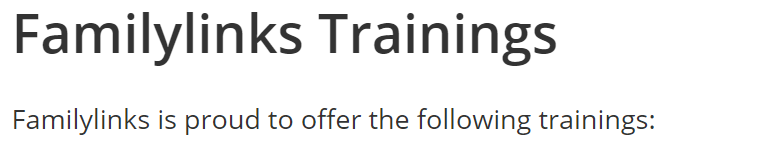 Familylinks Trainings
Familylinks is proud to offer the following trainings: